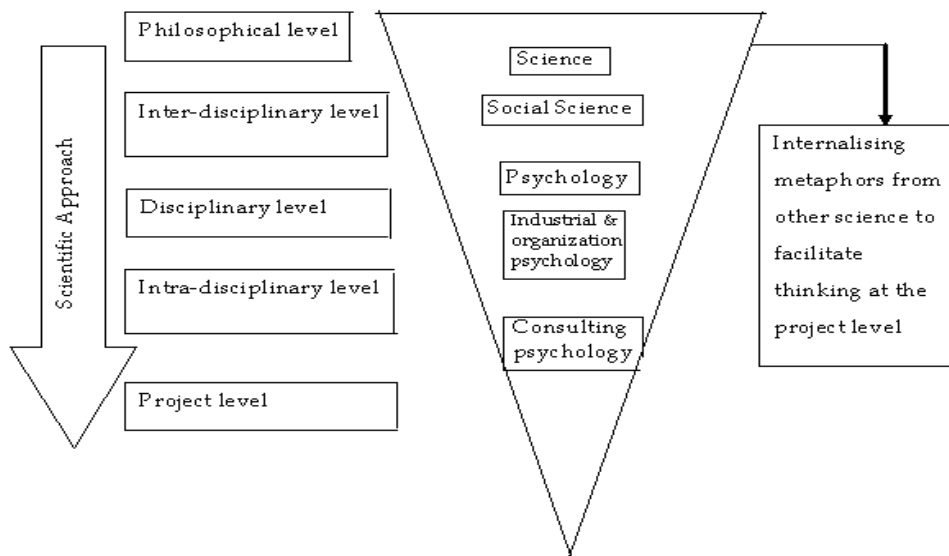 Scientific Approach
Philosophical level
Inter-disciplinary level
Disciplinary level
Intra-disciplinary level
Project level
Science
Social Science
Psychology
Industrial &
organization
psychology
Consulting
psychology
Internalising
metaphors from
other science to
facilitate
thinking at the
project level